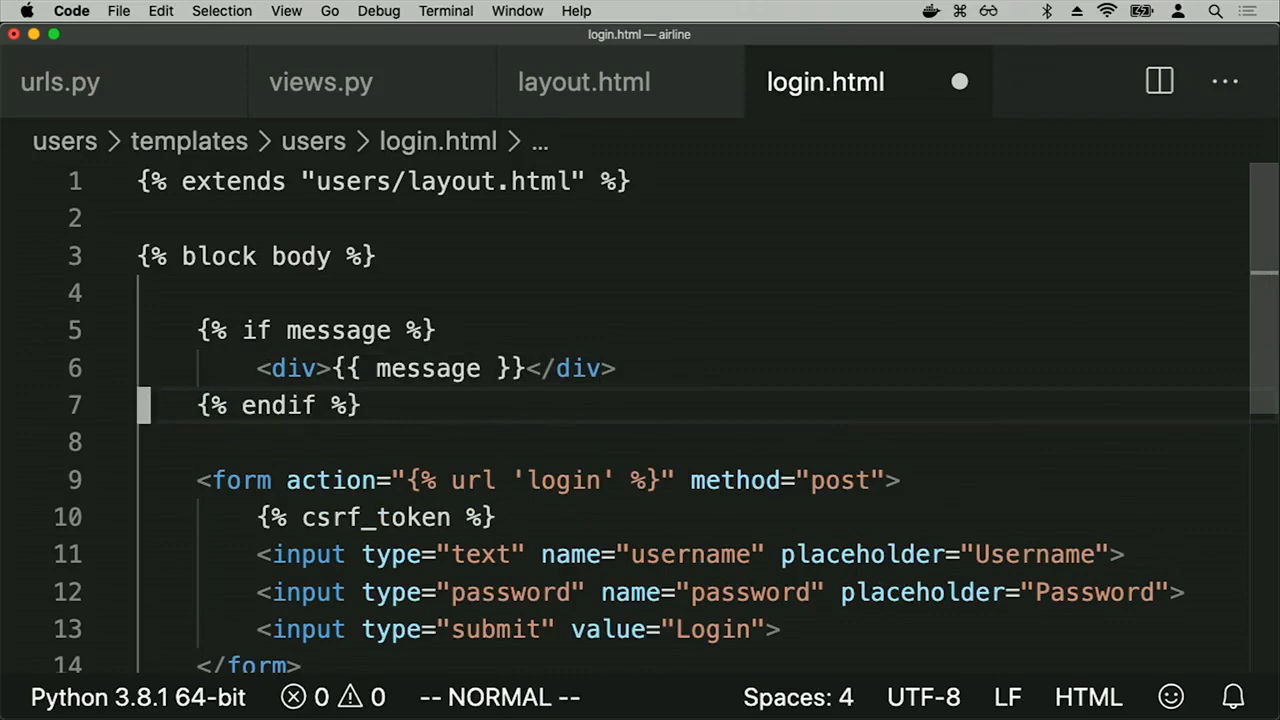 Code File Edit Selection View Go Debug Terminal Window Help
login.html — airline
urls.py views.py layout.html login.html
users > templates > users > login.html > ...
1 {% extends "users/layout.html" %}
2
3 {% block body %}
4
5 {% if message %}
6 <div>{{ message }}</div>
7 {% endif %}
8
9 <form action="{% url 'login' %}" method="post">
10 {% csrf_token %}
11 <input type="text" name="username" placeholder="Username">
12 <input type="password" name="password" placeholder="Password">
13 <input type="submit" value="Login">
14 </form>
Python 3.8.1 64-bit 0 0 -- NORMAL -- Spaces: 4 UTF-8 LF HTML